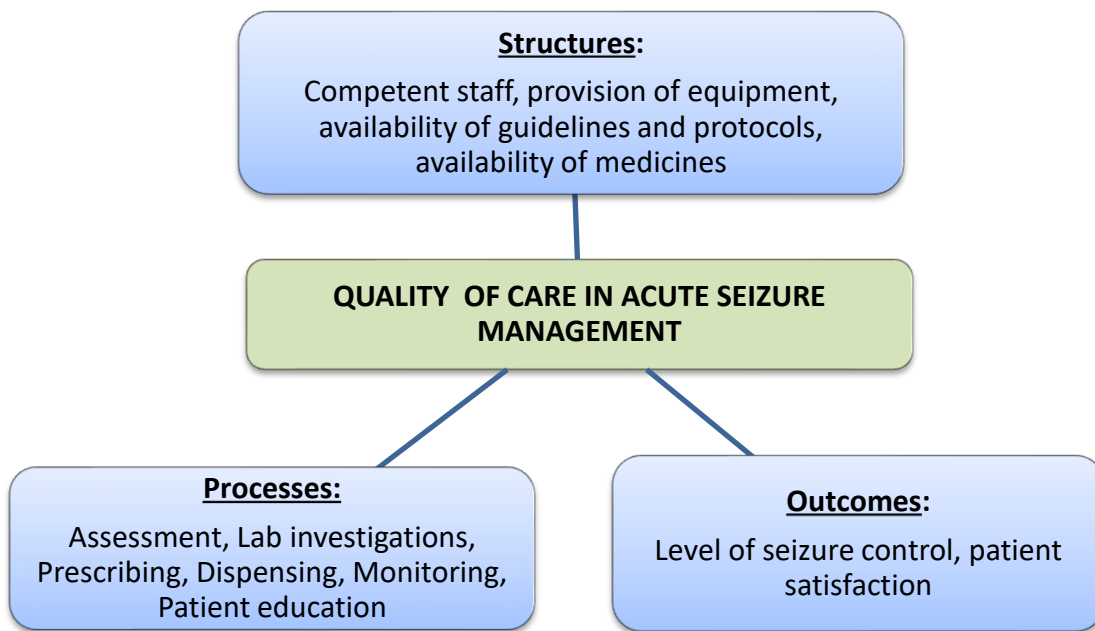 Structures:
Competent staff, provision of equipment,
availability of guidelines and protocols,
availability of medicines
QUALITY OF CARE IN ACUTE SEIZURE
MANAGEMENT
Processes:
Assessment, Lab investigations,
Prescribing, Dispensing, Monitoring,
Patient education
Outcomes:
Level of seizure control, patient
satisfaction